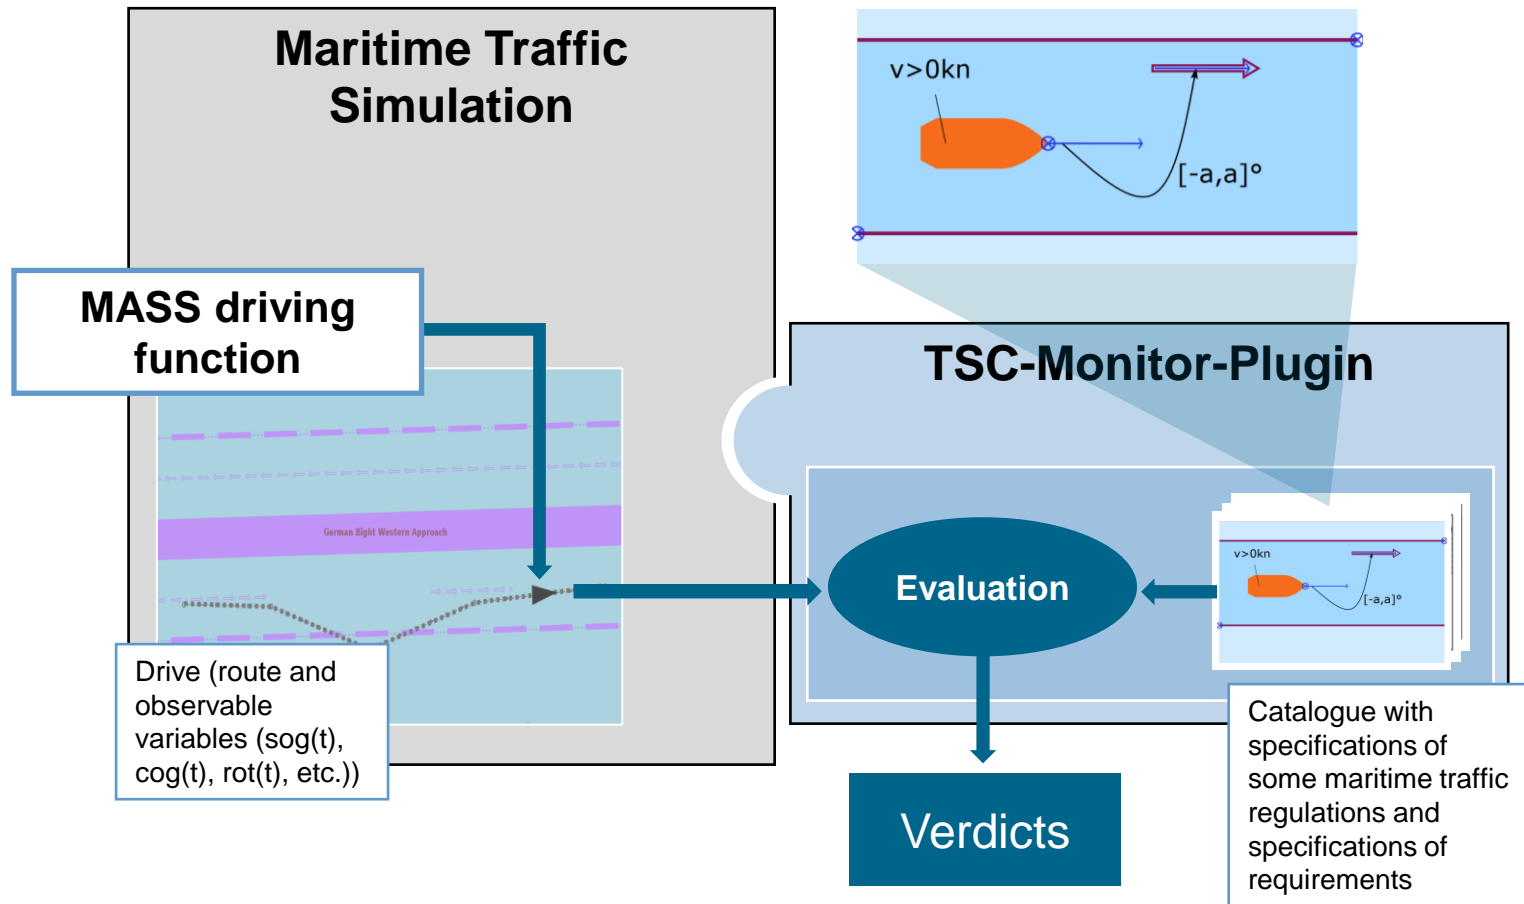 Maritime Traffic
Simulation
v>0kn
[-a,a]°
MASS driving
function
TSC-Monitor-Plugin
German Bight Western Approach
Evaluation
v>0kn
[-a,a]°
Drive (route and
observable
variables (sog(t),
cog(t), rot(t), etc.))
Verdicts
Catalogue with
specifications of
some maritime traffic
regulations and
specifications of
requirements